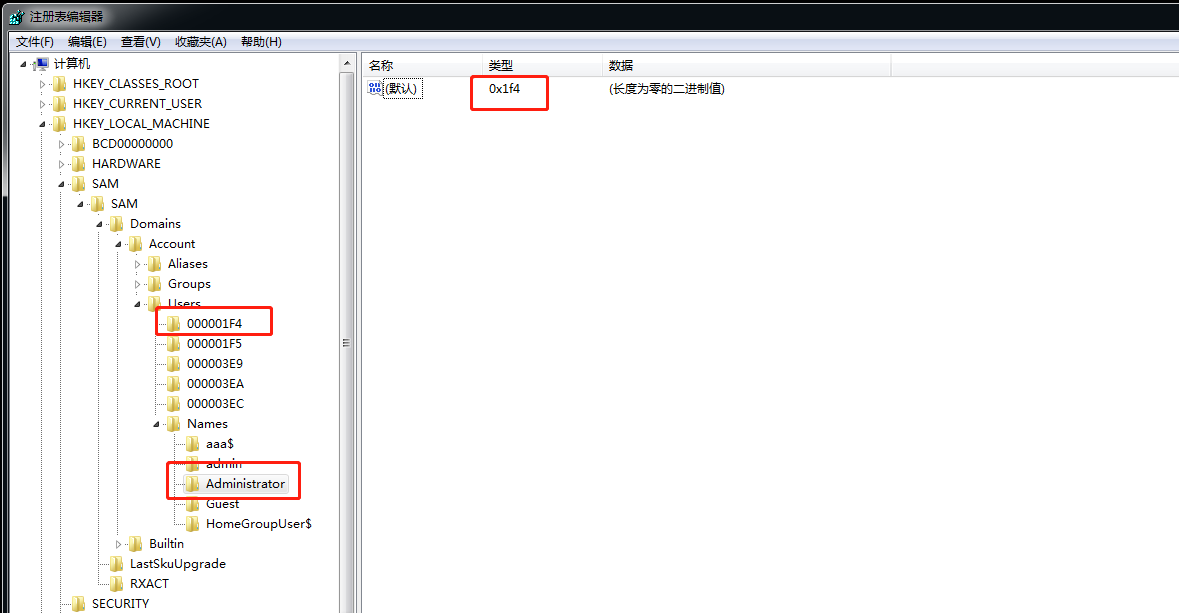 注册表编辑器
文件(F) 编辑(E) 查看(V) 收藏夹(A) 帮助(H)
计算机
HKEY_CLASSES_ROOT
HKEY_CURRENT_USER
HKEY_LOCAL_MACHINE
BCD00000000
HARDWARE
SAM
SAM
Domains
Account
Aliases
Groups
Users
000001F4
000001F5
000003E9
000003EA
000003EC
Names
aaa$
admin
Administrator
Guest
HomeGroupUser$
Builtin
LastSkuUpgrade
RXACT
SECURITY
名称 类型 数据
(默认) 0x1f4 (长度为零的二进制值)